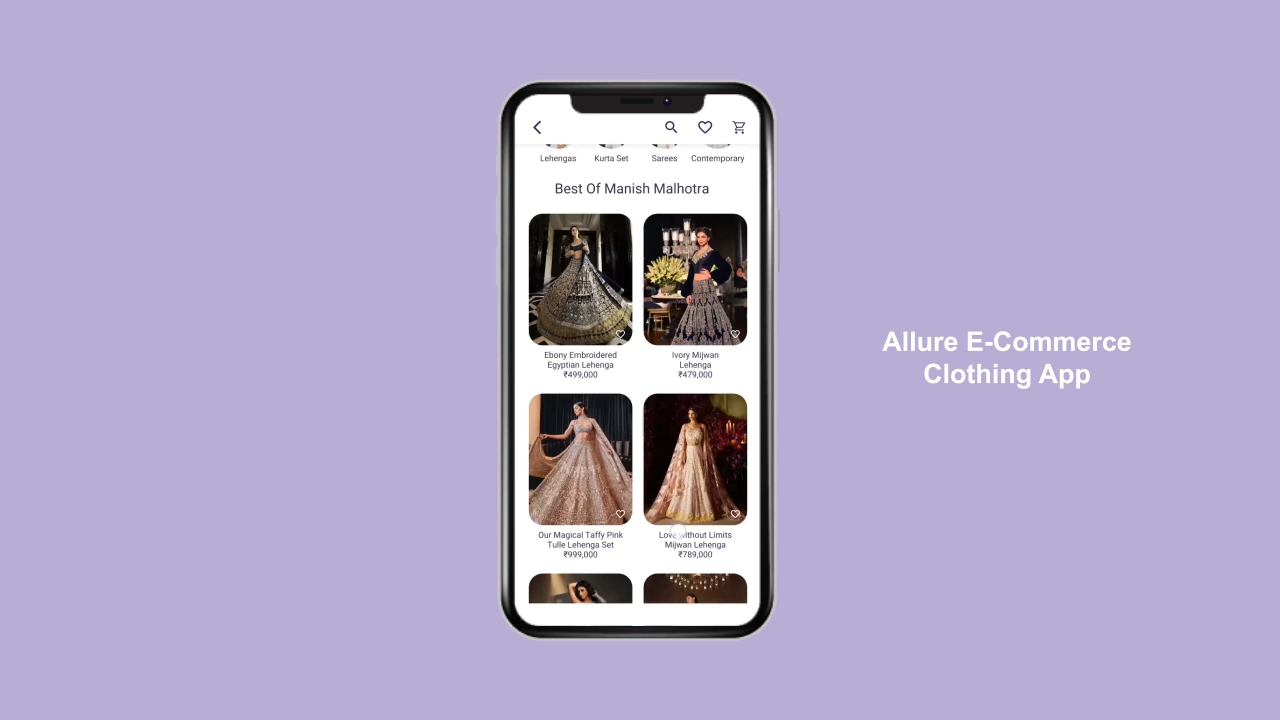 Lehengas Kurta Set Sarees Contemporary
Best Of Manish Malhotra
Ebony Embroidered
Egyptian Lehenga
₹499,000
Ivory Mijwan
Lehenga
₹479,000
Our Magical Taffy Pink
Tulle Lehenga Set
₹999,000
Love without Limits
Mijwan Lehenga
₹789,000
Allure E-Commerce
Clothing App